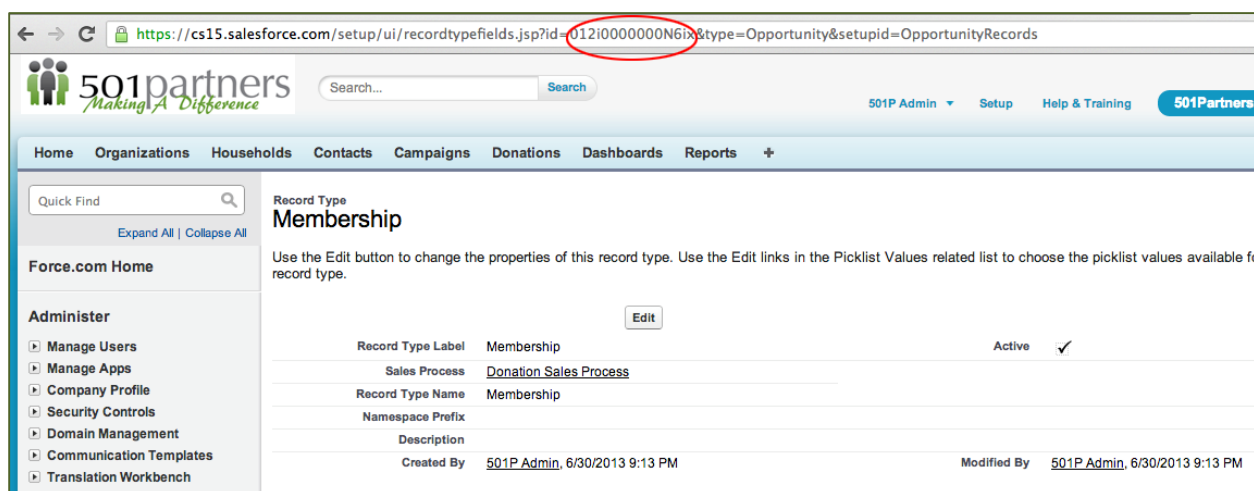 https://cs15.salesforce.com/setup/ui/recordtypefields.jsp?id=012i0000000N6ix&type=Opportunity&setupid=OpportunityRecords
501partners
Making A Difference
Search...
Search
501P Admin
Setup
Help & Training
501Partners
Home Organizations Households Contacts Campaigns Donations Dashboards Reports +
Quick Find
Expand All | Collapse All
Force.com Home
Administer
Manage Users
Manage Apps
Company Profile
Security Controls
Domain Management
Communication Templates
Translation Workbench
Record Type
Membership
Use the Edit button to change the properties of this record type. Use the Edit links in the Picklist Values related list to choose the picklist values available fo
record type.
Edit
Record Type Label Membership Active ✓
Sales Process Donation Sales Process
Record Type Name Membership
Namespace Prefix
Description
Created By 501P Admin, 6/30/2013 9:13 PM Modified By 501P Admin, 6/30/2013 9:13 PM